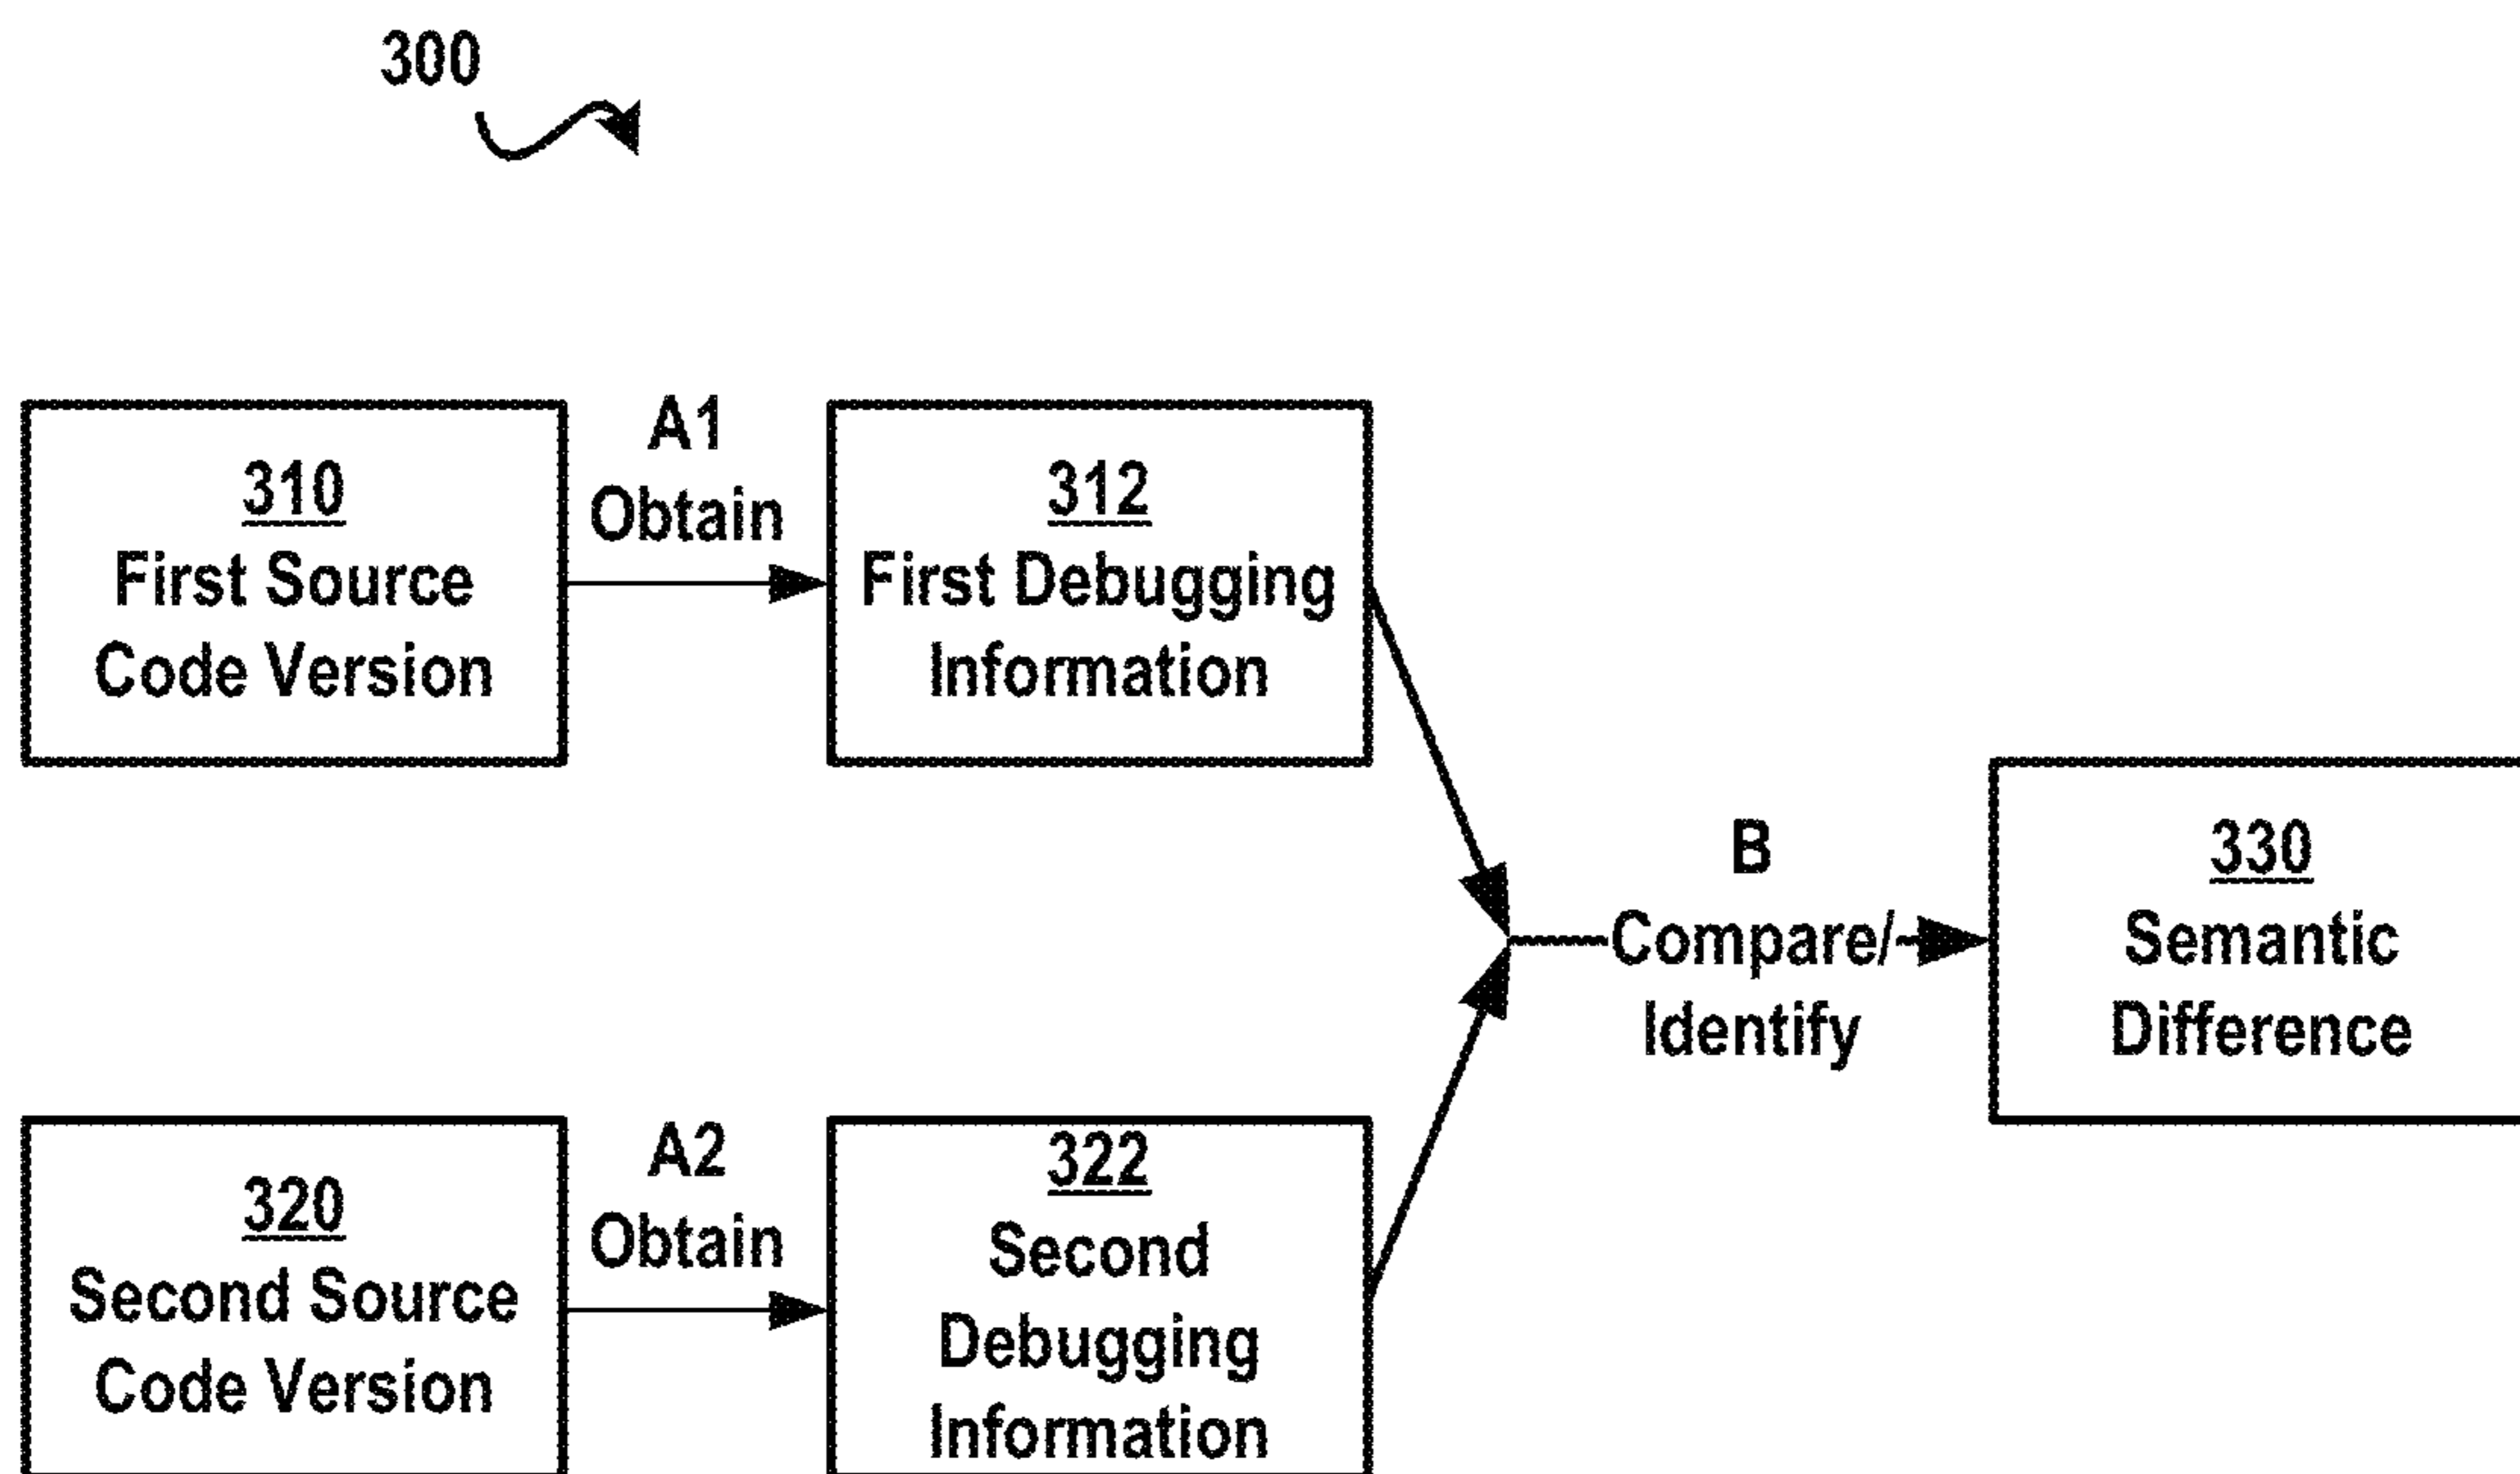 300
310
First Source
Code Version
A1
Obtain
312
First Debugging
Information
B
Compare/
Identify
330
Semantic
Difference
320
Second Source
Code Version
A2
Obtain
322
Second
Debugging
Information